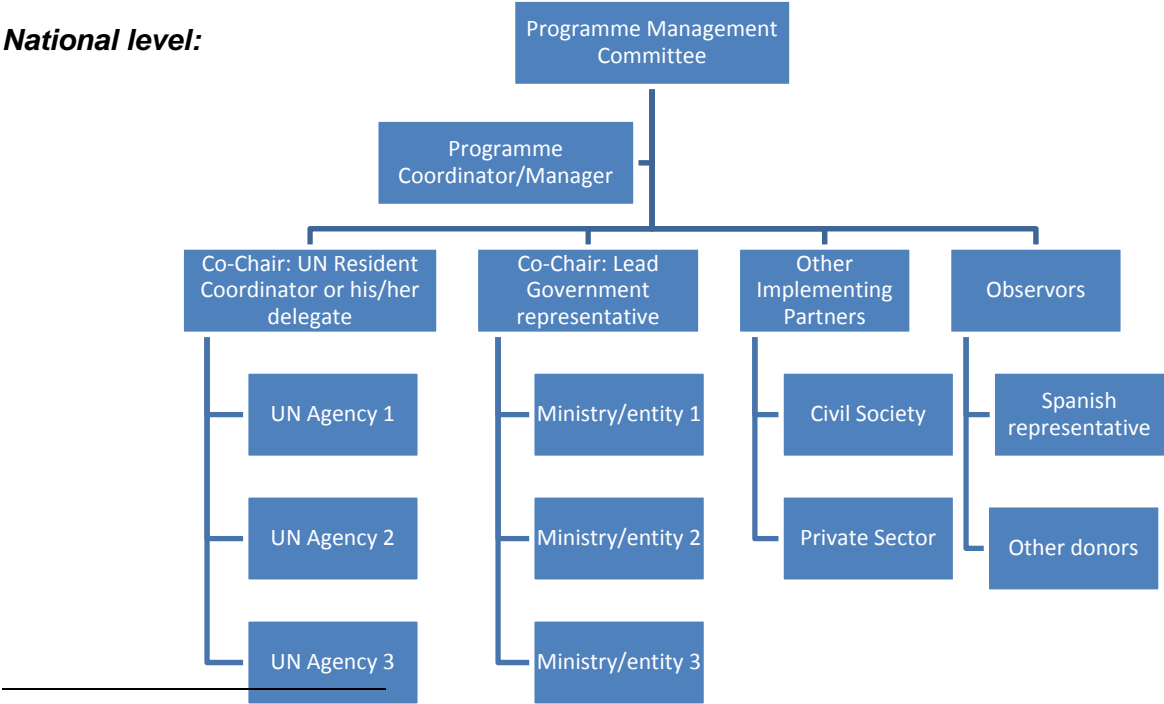 National level:
Programme Management
Committee
Programme
Coordinator/Manager
Co-Chair: UN Resident
Coordinator or his/her
delegate
Co-Chair: Lead
Government
representative
Other
Implementing
Partners
Observors
UN Agency 1
Ministry/entity 1
Civil Society
Spanish
representative
UN Agency 2
Ministry/entity 2
Private Sector
Other donors
UN Agency 3
Ministry/entity 3